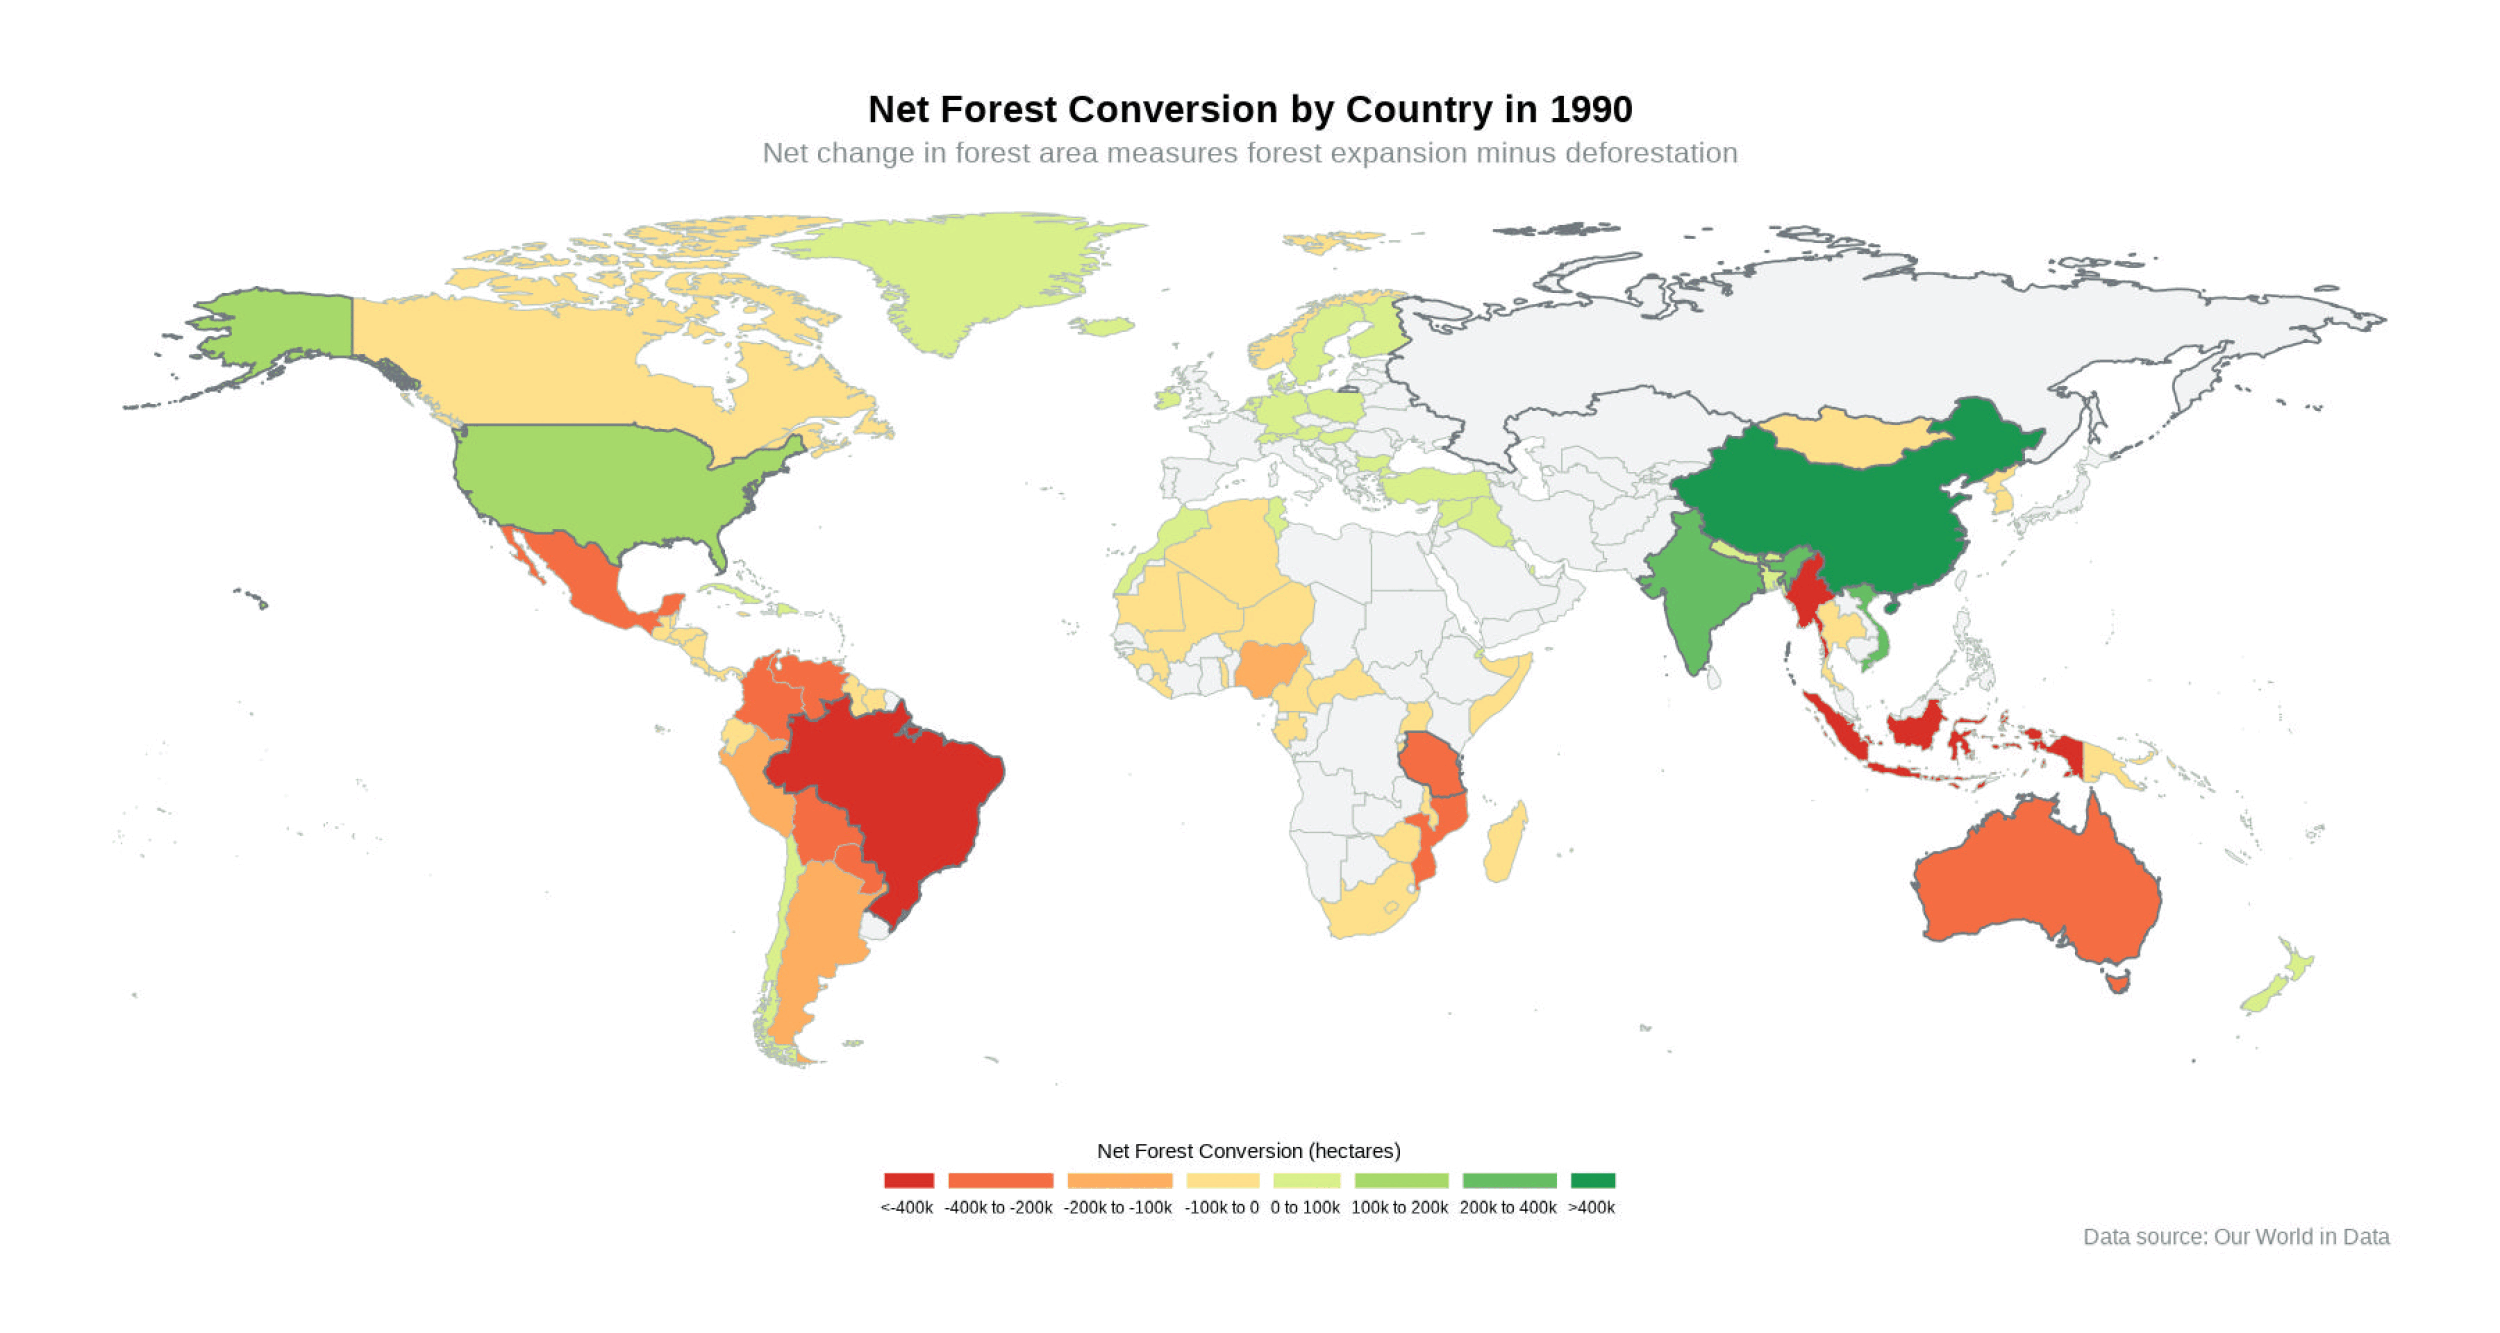 Net Forest Conversion by Country in 1990
Net change in forest area measures forest expansion minus deforestation
Net Forest Conversion (hectares)
<-400k -400k to -200k -200k to -100k -100k to 0 0 to 100k 100k to 200k 200k to 400k >400k
Data source: Our World in Data